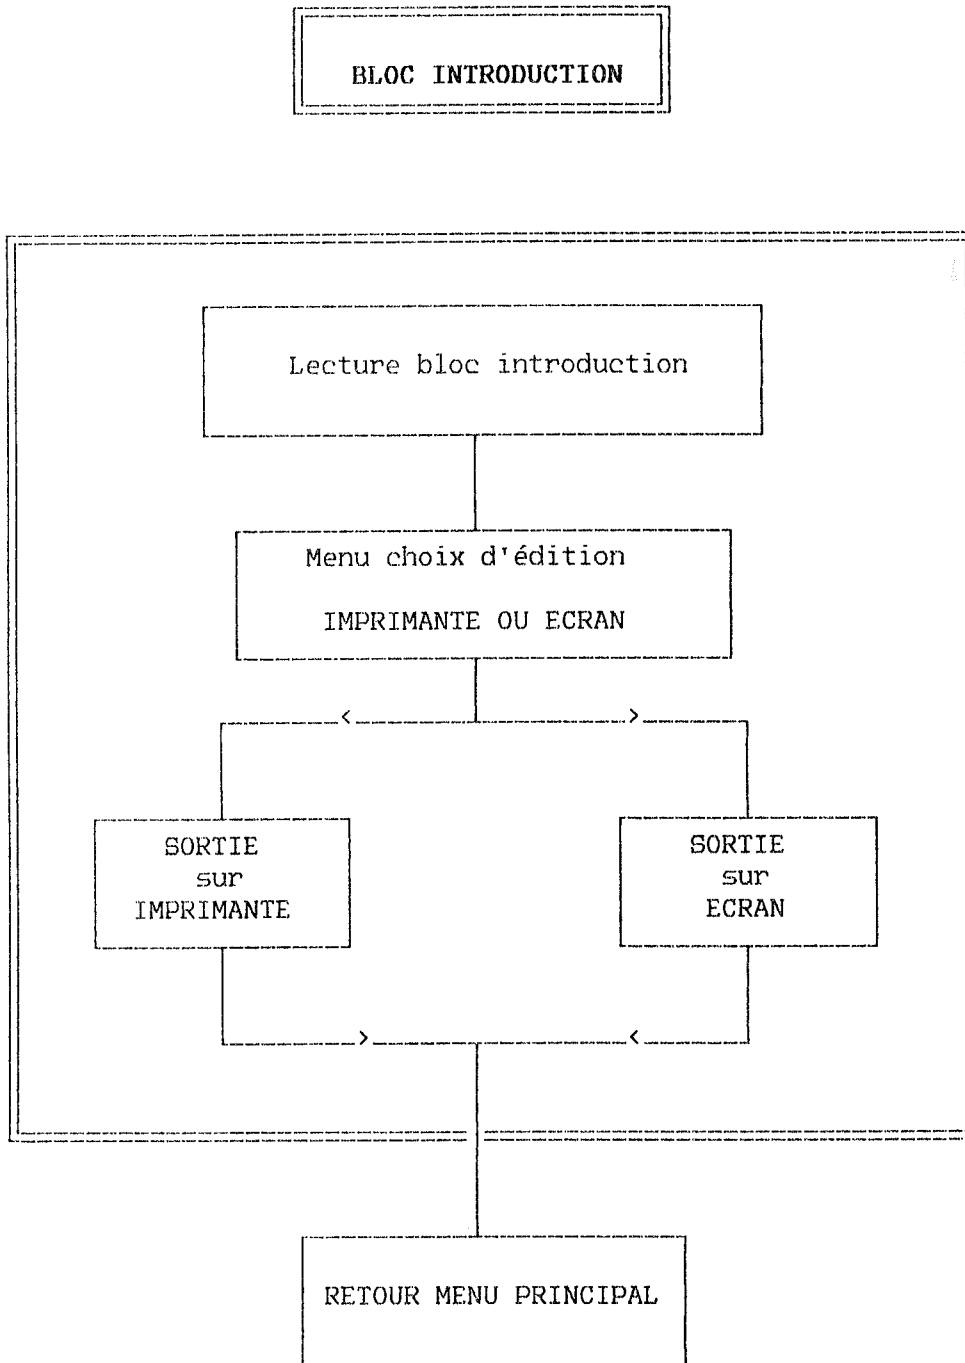 BLOC INTRODUCTION
Lecture bloc introduction
Menu choix d'édition
IMPRIMANTE OU ECRAN
SORTIE
sur
IMPRIMANTE
SORTIE
sur
ECRAN
RETOUR MENU PRINCIPAL